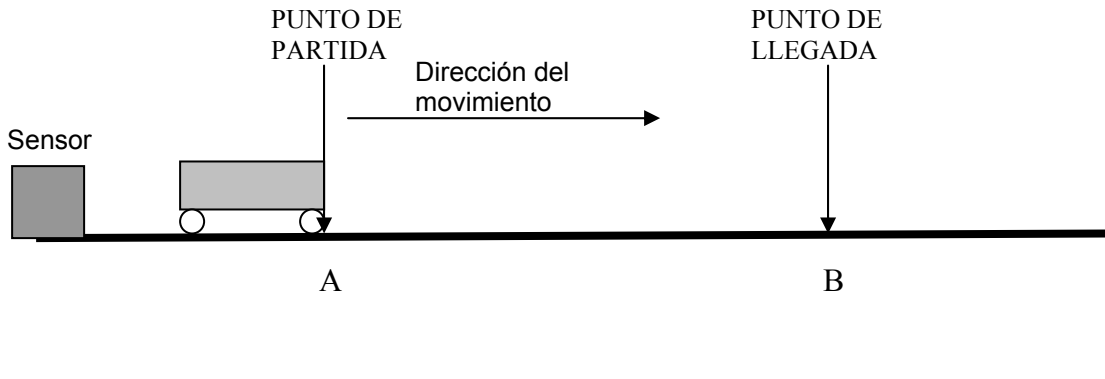 PUNTO DE
PARTIDA
PUNTO DE
LLEGADA
Dirección del
movimiento
Sensor
A
B